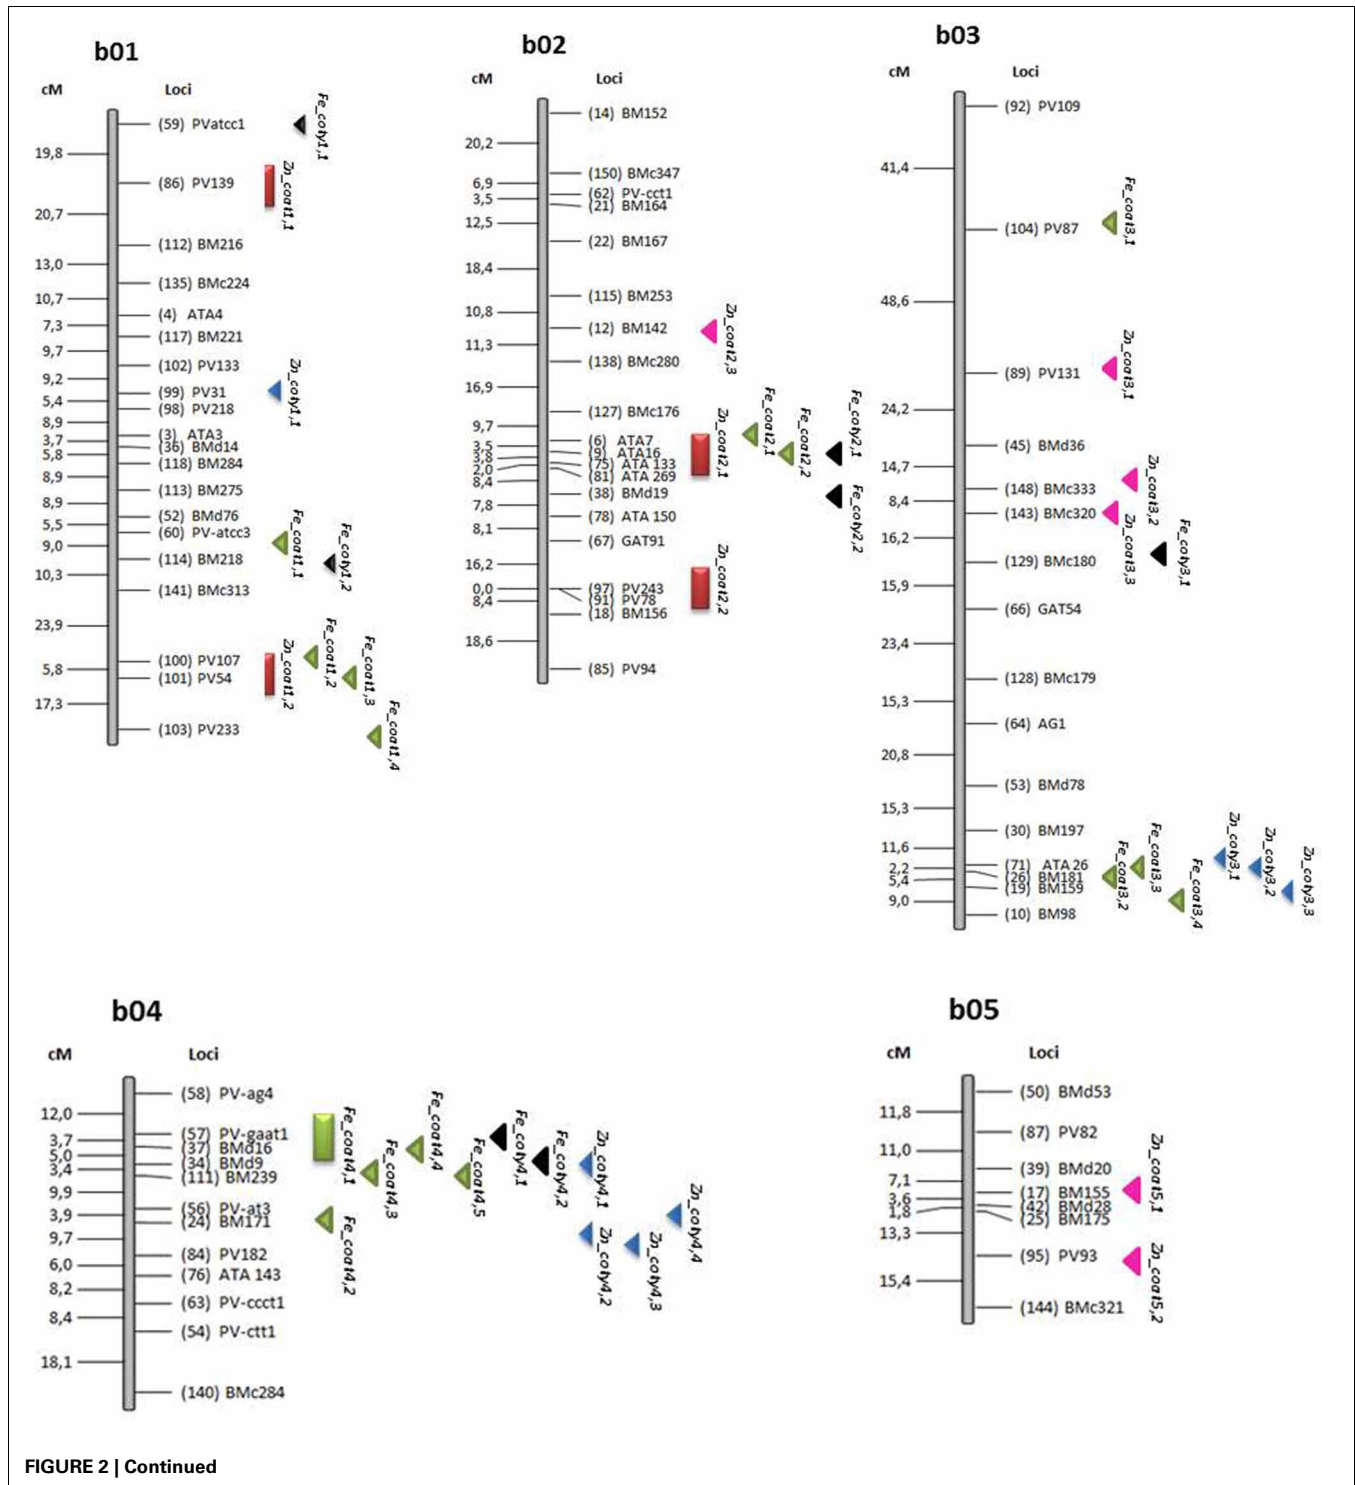 b01
cM Loci
(59) PVatcc1
19,8
(86) PV139
20,7
(112) BM216
13,0
(135) BMc224
10,7
(4) ATA4
7,3
(117) BM221
9,7
(102) PV133
9,2
(99) PV31
5,4
(98) PV218
8,9
(3) ATA3
3,7
(36) BMd14
5,8
(118) BM284
8,9
(113) BM275
8,9
(52) BMd76
5,5
(60) PV-atcc3
9,0
(114) BM218
10,3
(141) BMc313
23,9
(100) PV107
5,8
(101) PV54
17,3
(103) PV233
Fe_coty1,1
Zn_coat1,1
Zn_coty1,1
Fe_coat1,1
Fe_coty1,2
Zn_coat1,2
Fe_coat1,2
Fe_coat1,3
Fe_coat1,4
b02
cM Loci
(14) BM152
20,2
(150) BMc347
6,9
(62) PV-cct1
3,5
(21) BM164
12,5
(22) BM167
18,4
(115) BM253
10,8
(12) BM142
11,3
(138) BMc280
16,9
(127) BMc176
9,7
(6) ATA7
3,5
(9) ATA16
3,8
(75) ATA 133
2,0
(81) ATA 269
8,4
(38) BMd19
7,8
(78) ATA 150
8,1
(67) GAT91
16,2
(97) PV243
0,0
(91) PV78
8,4
(18) BM156
18,6
(85) PV94
Zn_coat2,3
Zn_coat2,1
Fe_coat2,1
Fe_coat2,2
Fe_coty2,1
Fe_coty2,2
Zn_coat2,2
b03
cM Loci
(92) PV109
41,4
(104) PV87
48,6
(89) PV131
24,2
(45) BMd36
14,7
(148) BMc333
8,4
(143) BMc320
16,2
(129) BMc180
15,9
(66) GAT54
23,4
(128) BMc179
15,3
(64) AG1
20,8
(53) BMd78
15,3
(30) BM197
11,6
(71) ATA 26
2,2
(26) BM181
5,4
(19) BM159
9,0
(10) BM98
Fe_coat3,1
Zn_coat3,1
Zn_coat3,2
Zn_coat3,3
Fe_coty3,1
Fe_coat3,2
Fe_coat3,3
Fe_coat3,4
Zn_coty3,1
Zn_coty3,2
Zn_coty3,3
b04
cM Loci
(58) PV-ag4
12,0
(57) PV-gaat1
3,7
(37) BMd16
5,0
(34) BMd9
3,4
(111) BM239
9,9
(56) PV-at3
3,9
(24) BM171
9,7
(84) PV182
6,0
(76) ATA 143
8,2
(63) PV-ccct1
8,4
(54) PV-ctt1
18,1
(140) BMc284
Fe_coat4,1
Fe_coat4,2
Fe_coat4,3
Fe_coat4,4
Fe_coat4,5
Fe_coty4,1
Fe_coty4,2
Zn_coty4,1
Zn_coty4,2
Zn_coty4,3
Zn_coty4,4
b05
cM Loci
(50) BMd53
11,8
(87) PV82
11,0
(39) BMd20
7,1
(17) BM155
3,6
(42) BMd28
1,8
(25) BM175
13,3
(95) PV93
15,4
(144) BMc321
Zn_coat5,1
Zn_coat5,2
FIGURE 2 | Continued